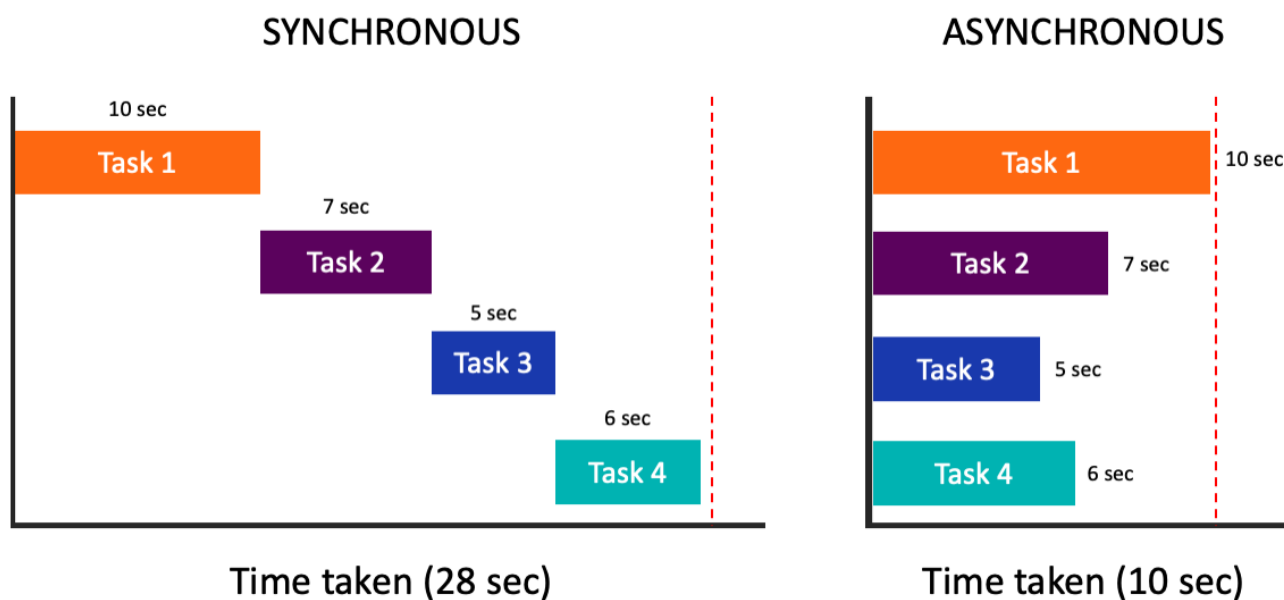 SYNCHRONOUS
10 sec
Task 1
7 sec
Task 2
5 sec
Task 3
6 sec
Task 4
Time taken (28 sec)
ASYNCHRONOUS
Task 1
10 sec
Task 2
7 sec
Task 3
5 sec
Task 4
6 sec
Time taken (10 sec)